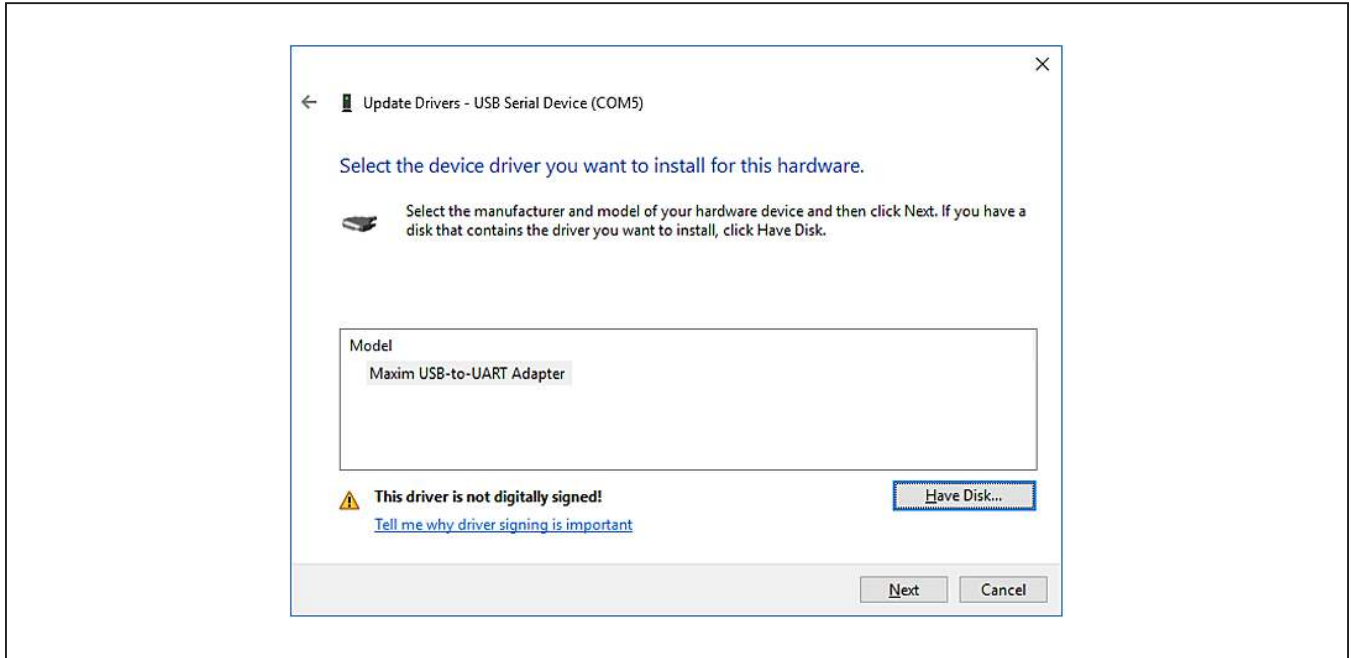 Update Drivers - USB Serial Device (COM5)
Select the device driver you want to install for this hardware.
Select the manufacturer and model of your hardware device and then click Next. If you have a
disk that contains the driver you want to install, click Have Disk.
Model
Maxim USB-to-UART Adapter
This driver is not digitally signed!
Have Disk...
Tell me why driver signing is important
Next
Cancel